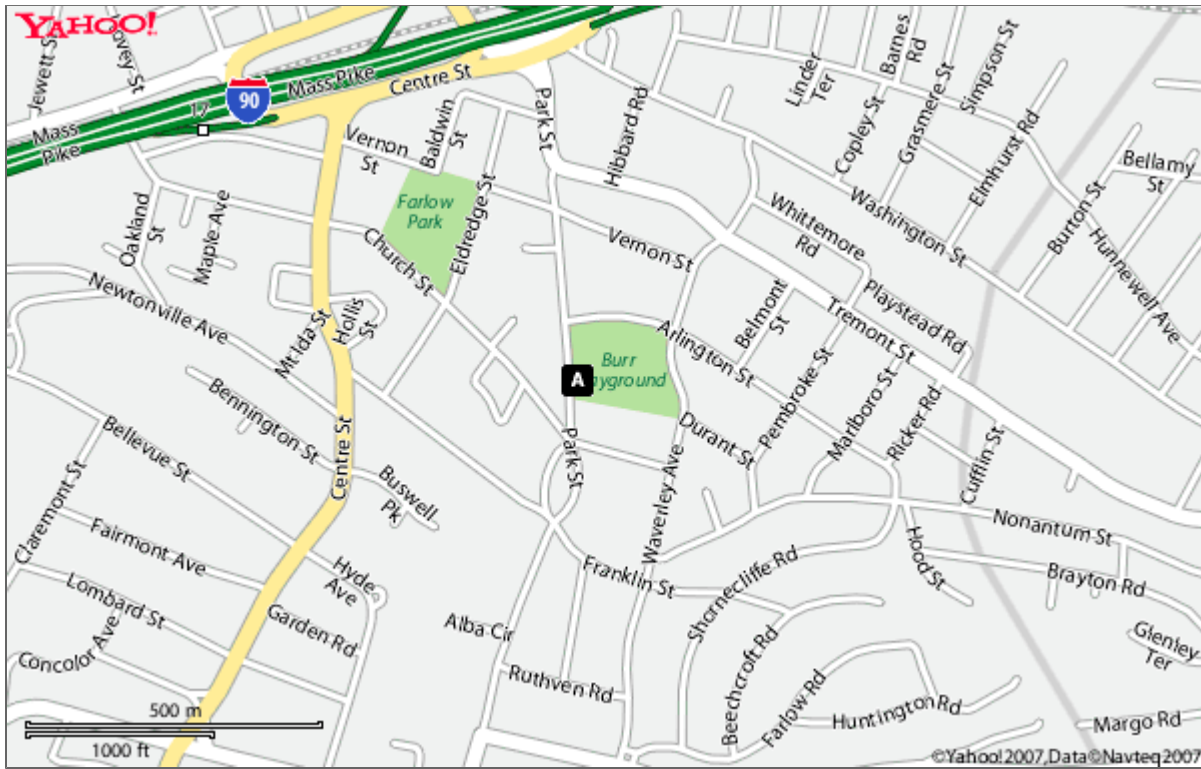 YAHOO!
Jewett St
ovey St
Mass Pike
17
90
Mass Pike
Centre St
Park St
Hibbard Rd
Linder Ter
Barnes Rd
Copley St
Grasmere St
Simpson St
Elmhurst Rd
Bellamy St
Burton St
Hunnewell Ave
Washington St
Vernon St
Baldwin St
Farlow Park
Eldredge St
Church St
Oakland St
Maple Ave
Newtonville Ave
Mt Ida St
Hollis St
Vernon St
Whittemore Rd
Playstead Rd
Tremont St
Belmont St
Arlington St
Burr
A
yground
Pembroke St
Marlboro St
Ricker Rd
Cufflin St
Durant St
Park St
Waverley Ave
Bennington St
Bellevue St
Centre St
Buswell Pk
Claremont St
Fairmont Ave
Hyde Ave
Lombard St
Garden Rd
Concolor Ave
Alba Cir
Franklin St
Ruthven Rd
Shornecliffe Rd
Beechcroft Rd
Farlow Rd
Huntington Rd
Hood St
Nonantum St
Brayton Rd
Glenley Ter
Margo Rd
500 m
1000 ft
©Yahoo!2007,Data©Navteq2007